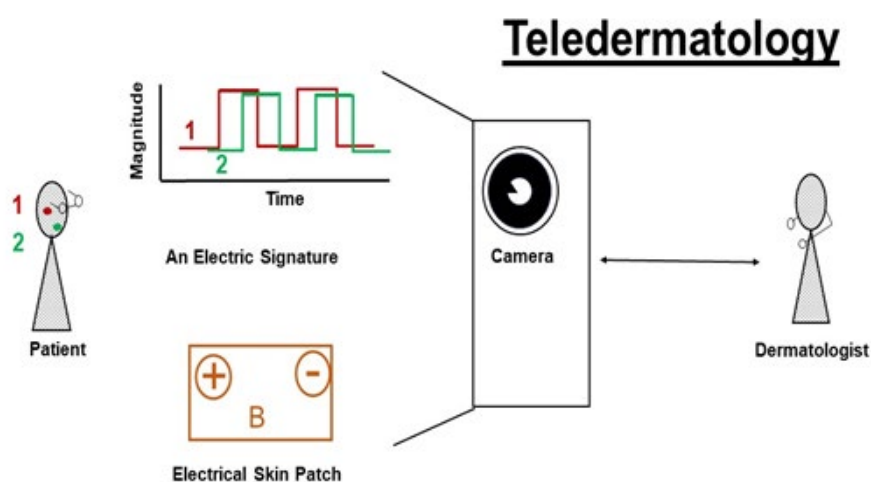 Teledermatology
Magnitude
1
2
Time
1
2
An Electric Signature
Camera
Patient
Dermatologist
+ -
B
Electrical Skin Patch